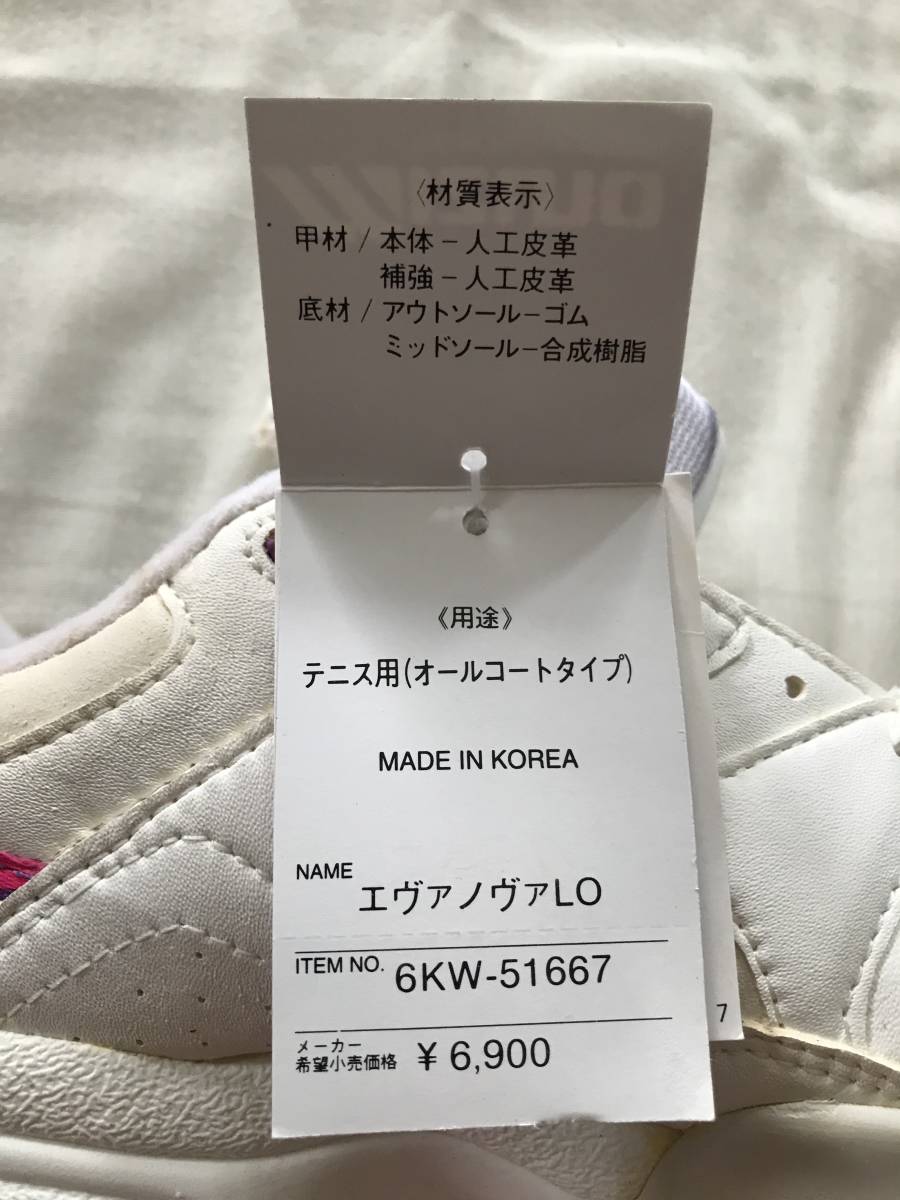 〈材質表示〉
甲材 / 本体－人工皮革
補強－人工皮革
底材 / アウトソール－ゴム
ミッドソール－合成樹脂
《用途》
テニス用(オールコートタイプ)
MADE IN KOREA
NAME エヴァノヴァLO
ITEM NO. 6KW-51667
メーカー
希望小売価格 ¥ 6,900
7